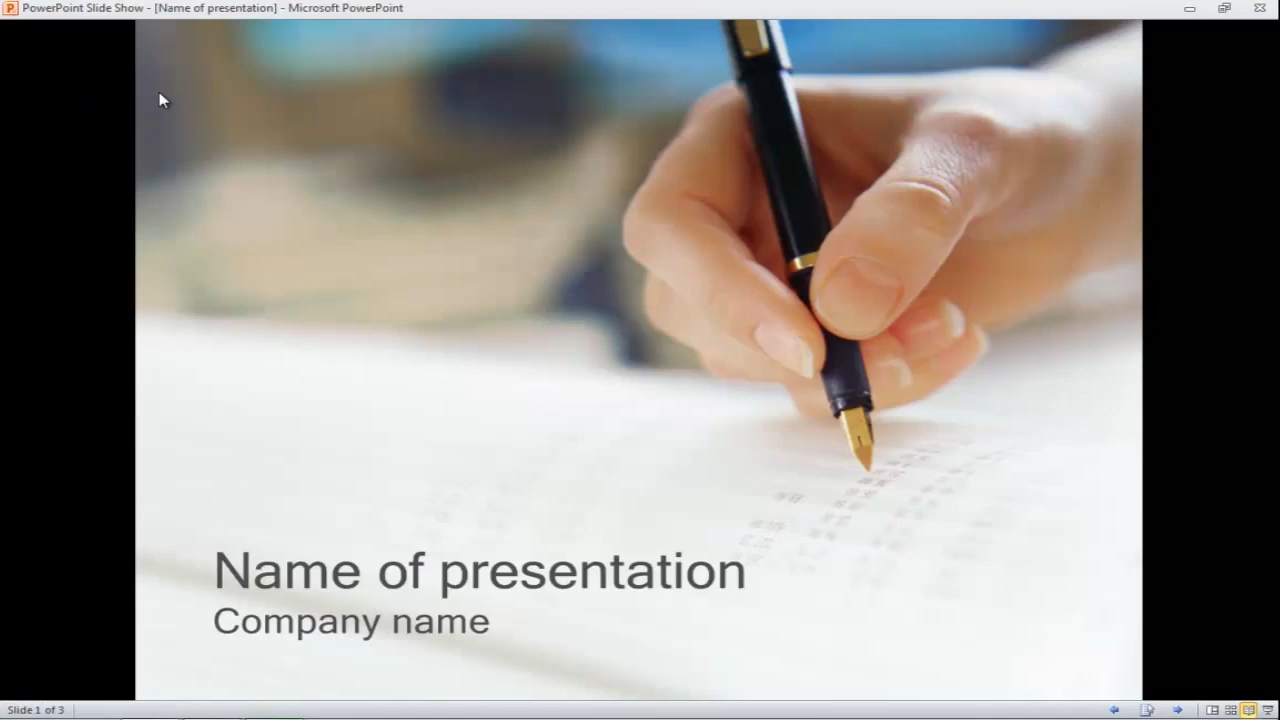 PowerPoint Slide Show - [Name of presentation] - Microsoft PowerPoint
Name of presentation
Company name
Slide 1 of 3